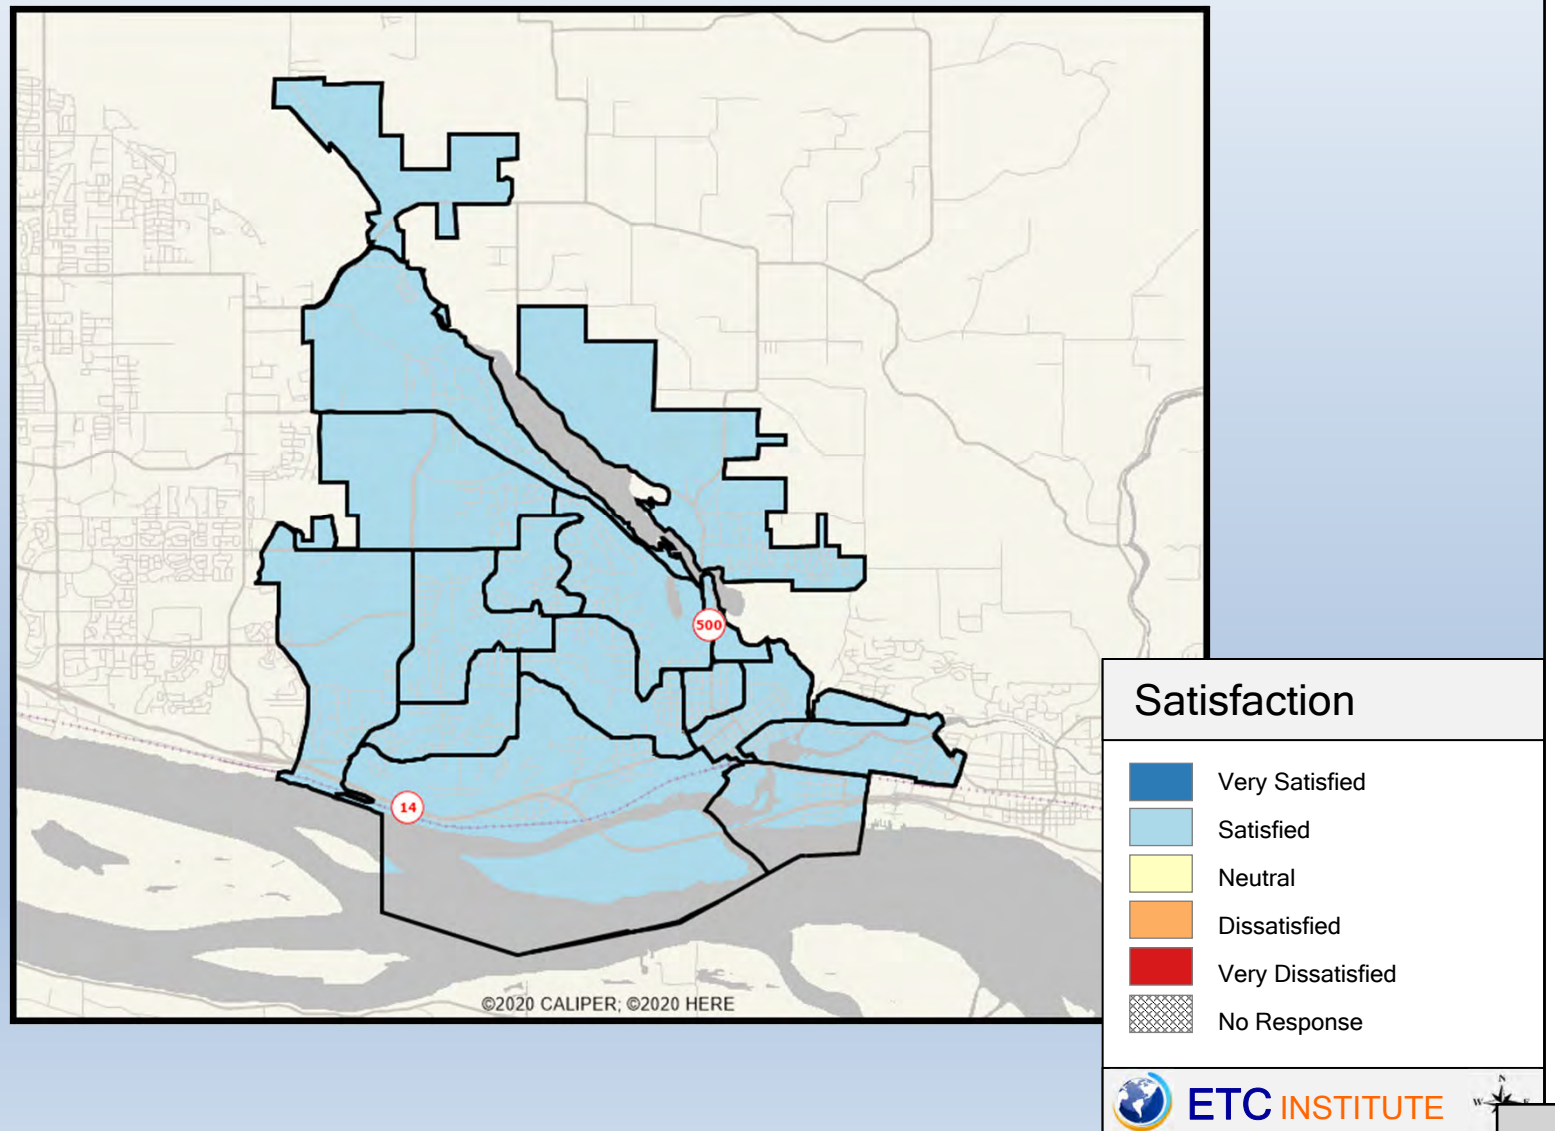 500
14
©2020 CALIPER; ©2020 HERE
Satisfaction
Very Satisfied
Satisfied
Neutral
Dissatisfied
Very Dissatisfied
No Response
ETC INSTITUTE
N
W E